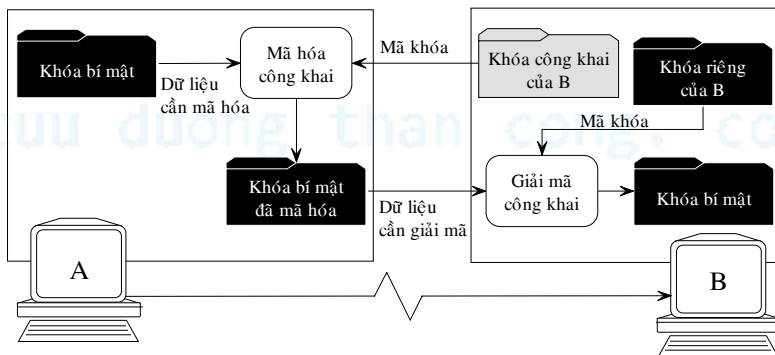 Khóa bí mật
Dữ liệu
cần mã hóa
Mã hóa
công khai
Mã khóa
Khóa công khai
của B
Khóa riêng
của B
Mã khóa
Khóa bí mật
đã mã hóa
Dữ liệu
cần giải mã
Giải mã
công khai
Khóa bí mật
A
B
cuu duong than cong. co